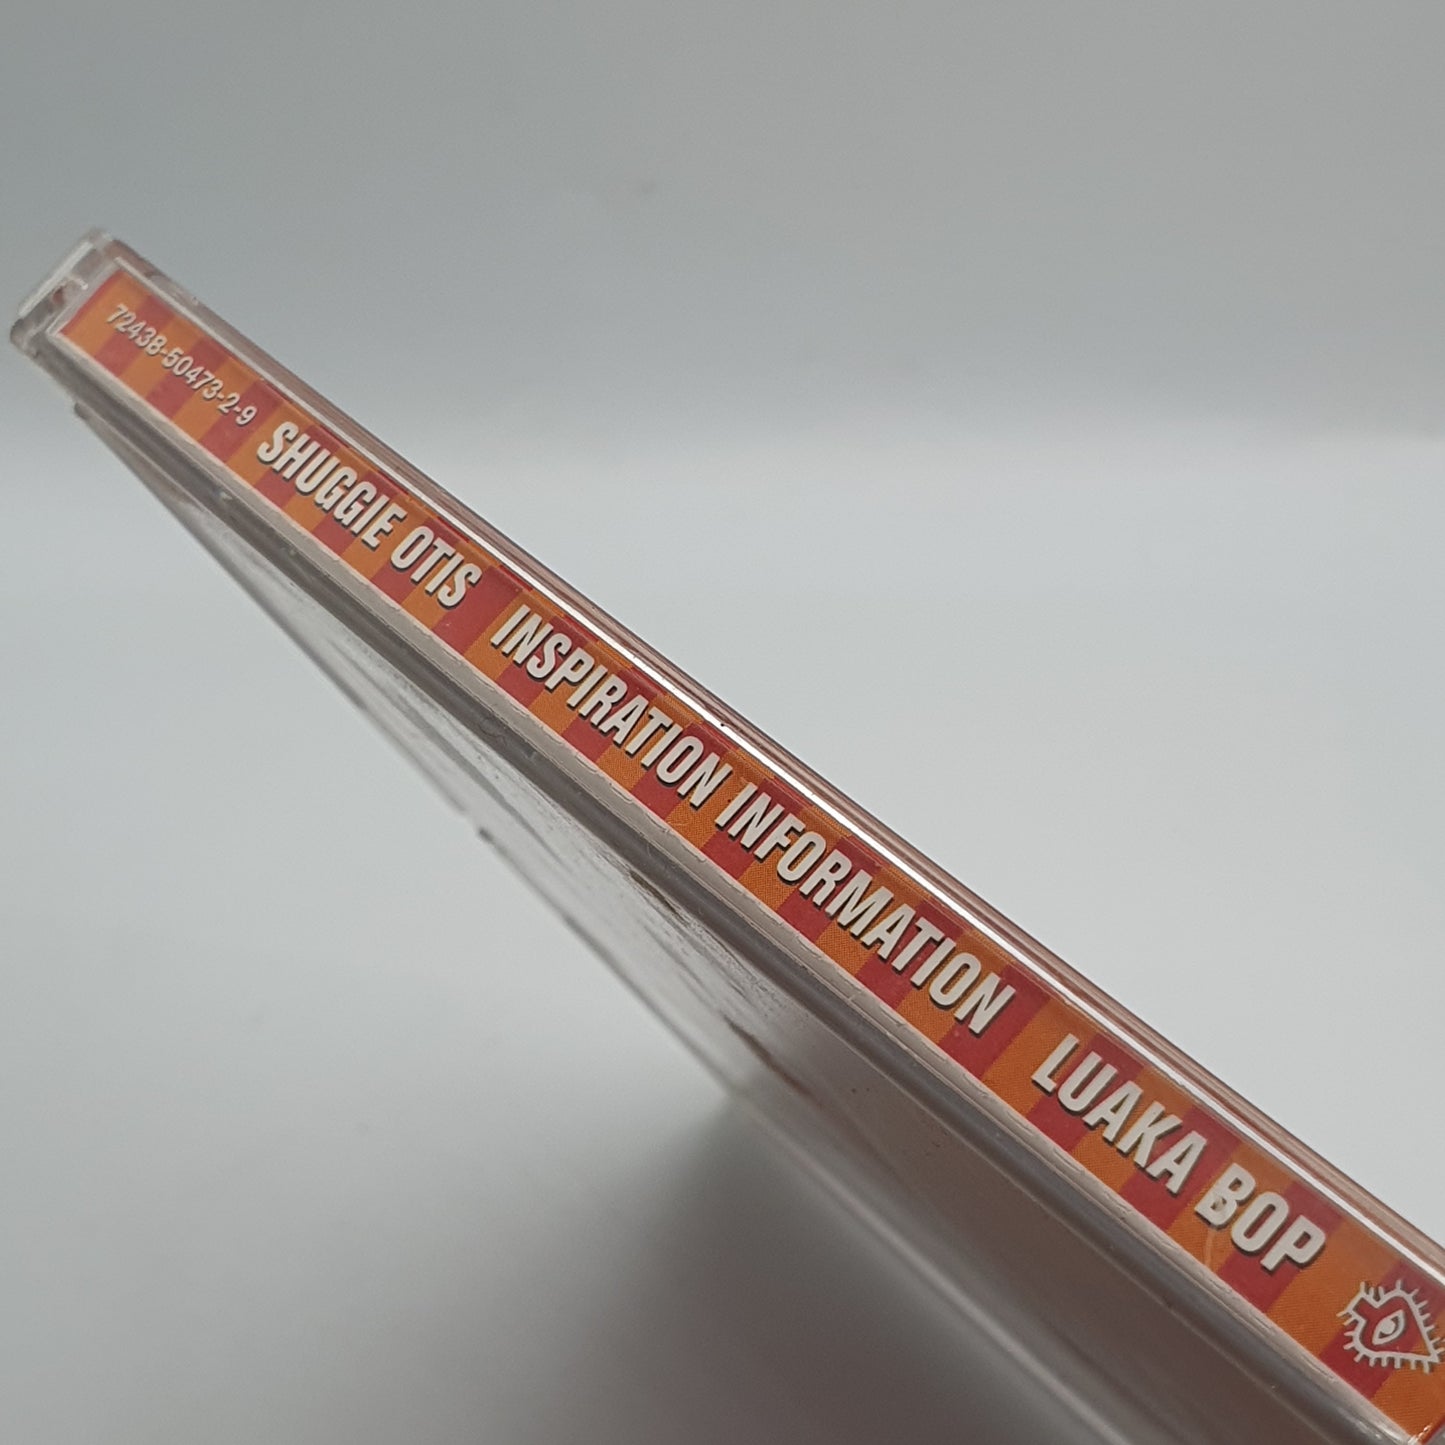 72438-50473-2-9 SHUGGIE OTIS INSPIRATION INFORMATION LUAKA BOP